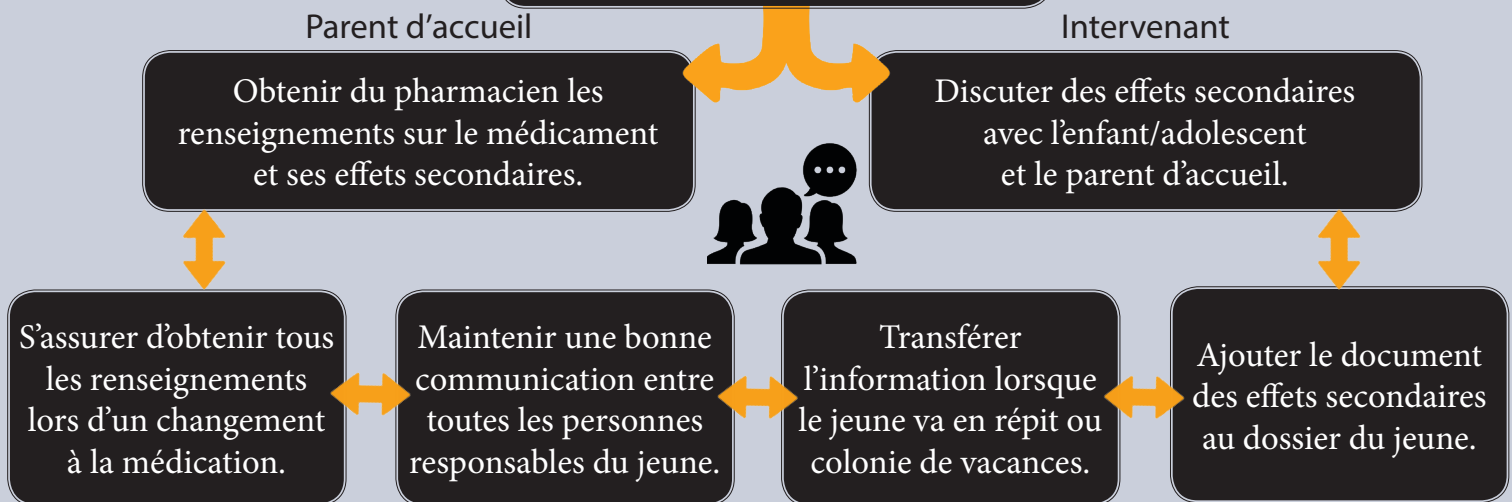 Parent d'accueil
Intervenant
Obtenir du pharmacien les
renseignements sur le médicament
et ses effets secondaires.
Discuter des effets secondaires
avec l'enfant/adolescent
et le parent d'accueil.
S'assurer d'obtenir tous
les renseignements
lors d'un changement
à la médication.
Maintenir une bonne
communication entre
toutes les personnes
responsables du jeune.
Transférer
l'information lorsque
le jeune va en répit ou
colonie de vacances.
Ajouter le document
des effets secondaires
au dossier du jeune.